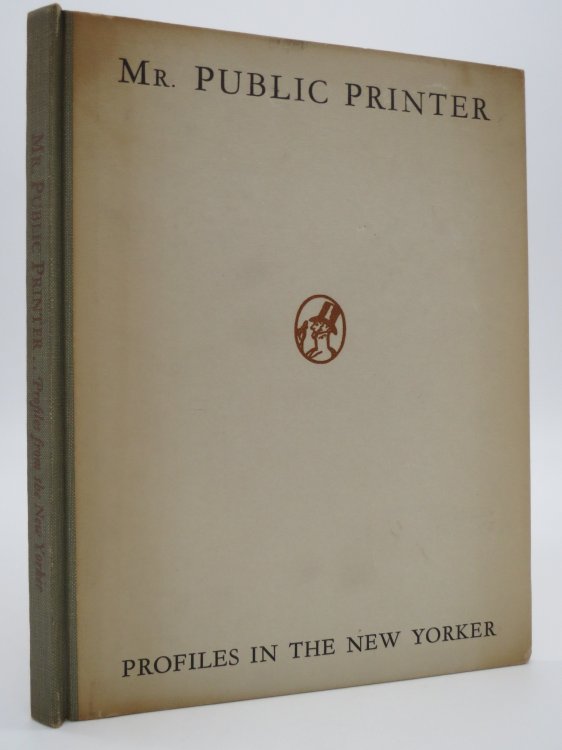 Mr. PUBLIC PRINTER
PROFILES IN THE NEW YORKER
Mr. Public Printer . . Profiles from the New Yorker